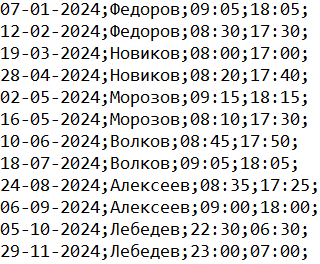 07-01-2024;Федоров;09:05;18:05;
12-02-2024;Федоров;08:30;17:30;
19-03-2024;Новиков;08:00;17:00;
28-04-2024;Новиков;08:20;17:40;
02-05-2024;Морозов;09:15;18:15;
16-05-2024;Морозов;08:10;17:30;
10-06-2024;Волков;08:45;17:50;
18-07-2024;Волков;09:05;18:05;
24-08-2024;Алексеев;08:35;17:25;
06-09-2024;Алексеев;09:00;18:00;
05-10-2024;Лебедев;22:30;06:30;
29-11-2024;Лебедев;23:00;07:00;